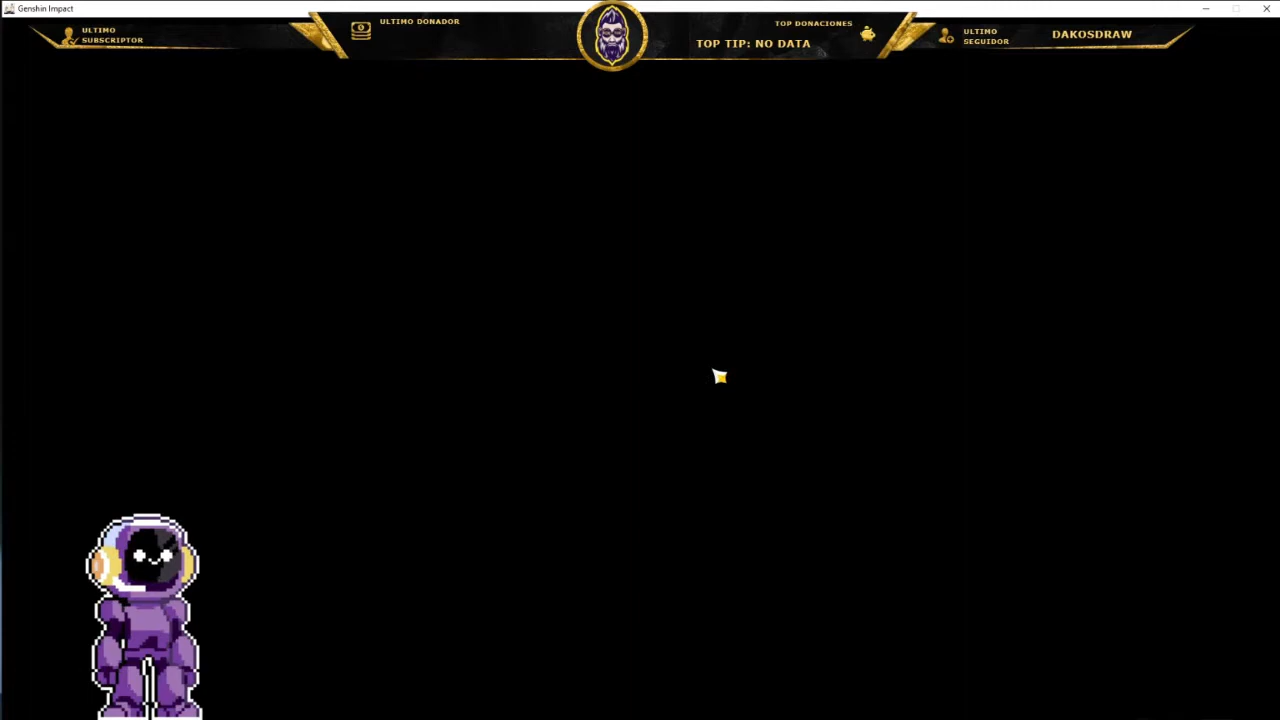 Genshin Impact
ULTIMO
SUBSCRIPTOR
ULTIMO DONADOR
TOP DONACIONES
TOP TIP: NO DATA
ULTIMO
SEGUIDOR
DAKOSDRAW